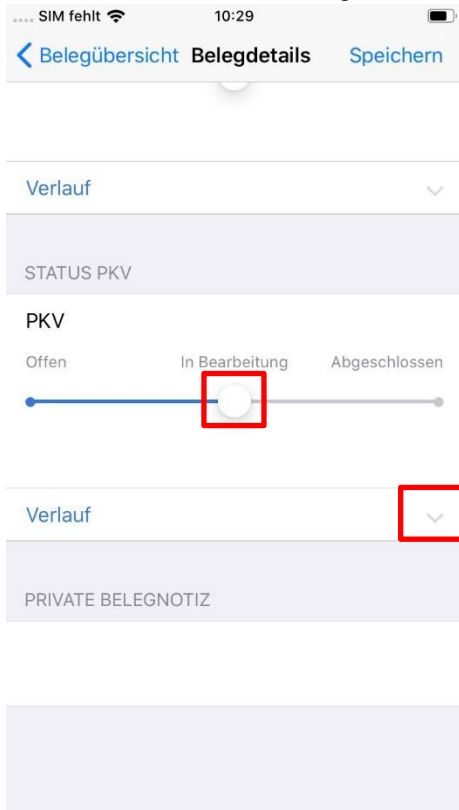 SIM fehlt 10:29
Belegübersicht Belegdetails Speichern
Verlauf
STATUS PKV
PKV
Offen In Bearbeitung Abgeschlossen
Verlauf
PRIVATE BELEGNOTIZ